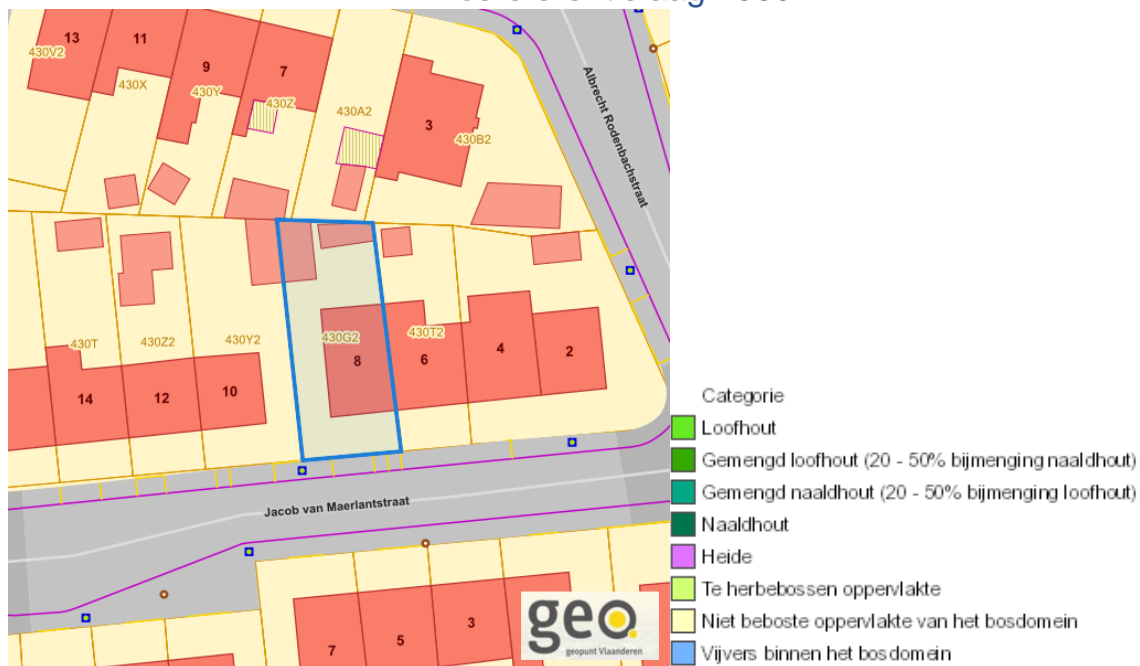 13
11
9
7
3
430V2
430X
430Y
430Z
430A2
430B2
Albrecht Rodenbachstraat
430T
430Z2
430Y2
430G2
430T2
14
12
10
8
6
4
2
Jacob van Maerlantstraat
7
5
3
geo.
geopunt Vlaanderen
Categorie
Loofhout
Gemengd loofhout (20 - 50% bijmenging naaldhout)
Gemengd naaldhout (20 - 50% bijmenging loofhout)
Naaldhout
Heide
Te herbebossen oppervlakte
Niet beboste oppervlakte van het bosdomein
Vijvers binnen het bosdomein